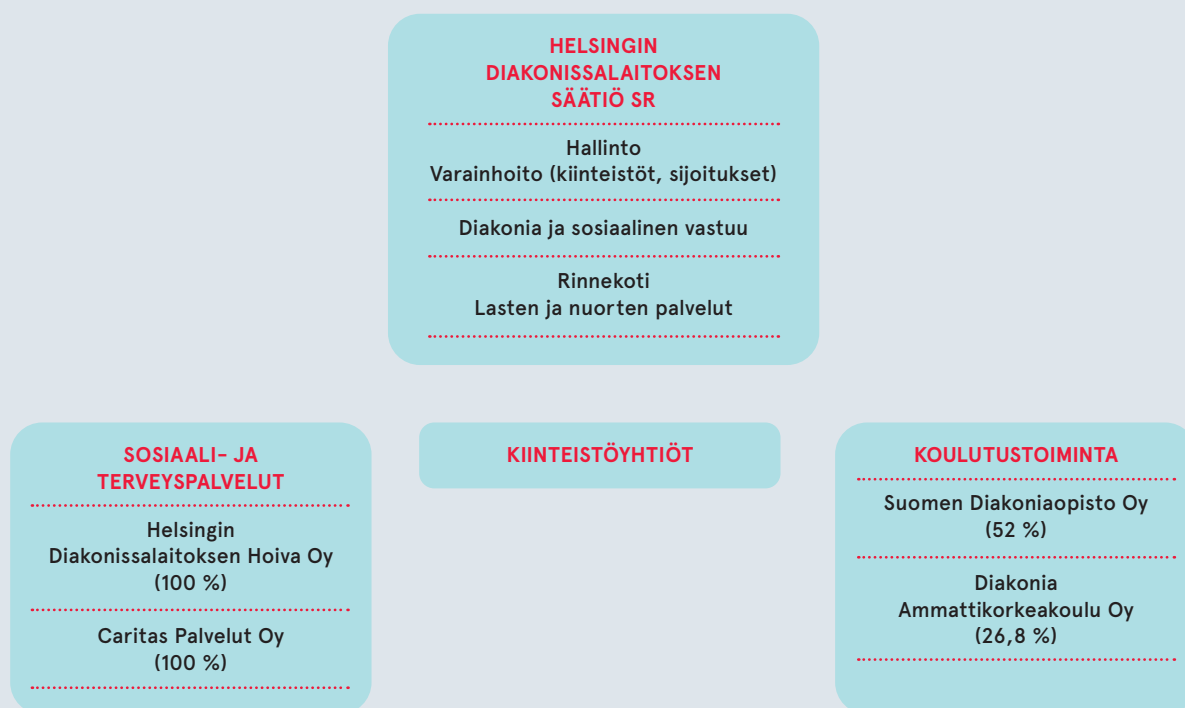 HELSINGIN
DIAKONISSALAITOKSEN
SÄÄTIÖ SR
Hallinto
Varainhoito (kiinteistöt, sijoitukset)
Diakonia ja sosiaalinen vastuu
Rinnekoti
Lasten ja nuorten palvelut
SOSIAALI- JA
TERVEYSPALVELUT
Helsingin
Diakonissalaitoksen Hoiva Oy
(100 %)
Caritas Palvelut Oy
(100 %)
KIINTEISTÖYHTIÖT
KOULUTUSTOIMINTA
Suomen Diakoniaopisto Oy
(52 %)
Diakonia
Ammattikorkeakoulu Oy
(26,8 %)